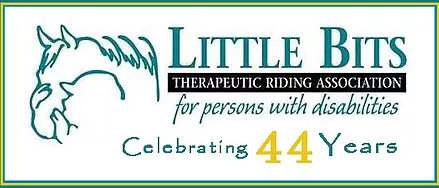 LITTLE BITS
THERAPEUTIC RIDING ASSOCIATION
for persons with disabilities
Celebrating 44 Years